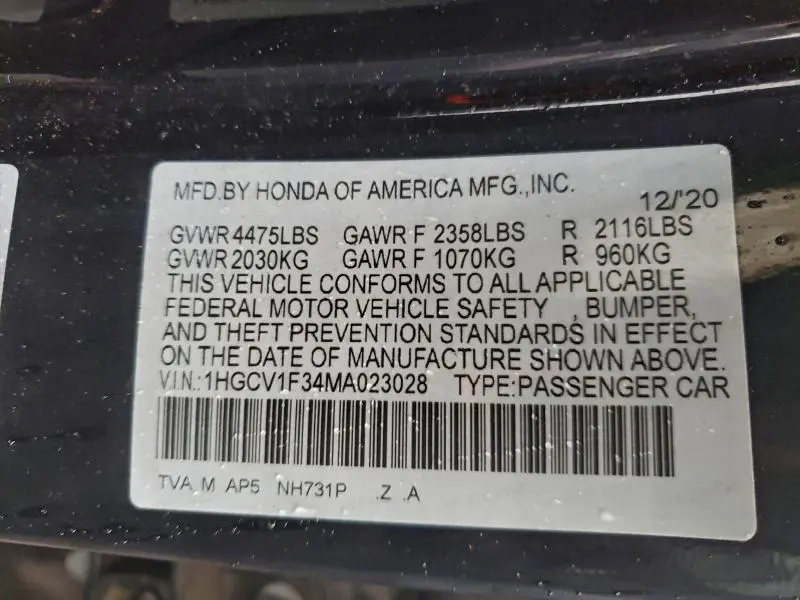 MFD.BY HONDA OF AMERICA MFG.,INC. 12/'20
GVWR 4475LBS GAWR F 2358LBS R 2116LBS
GVWR 2030KG GAWR F 1070KG R 960KG
THIS VEHICLE CONFORMS TO ALL APPLICABLE
FEDERAL MOTOR VEHICLE SAFETY , BUMPER,
AND THEFT PREVENTION STANDARDS IN EFFECT
ON THE DATE OF MANUFACTURE SHOWN ABOVE.
V.I.N.:1HGCV1F34MA023028 TYPE:PASSENGER CAR
TVA M AP5 NH731P .Z .A